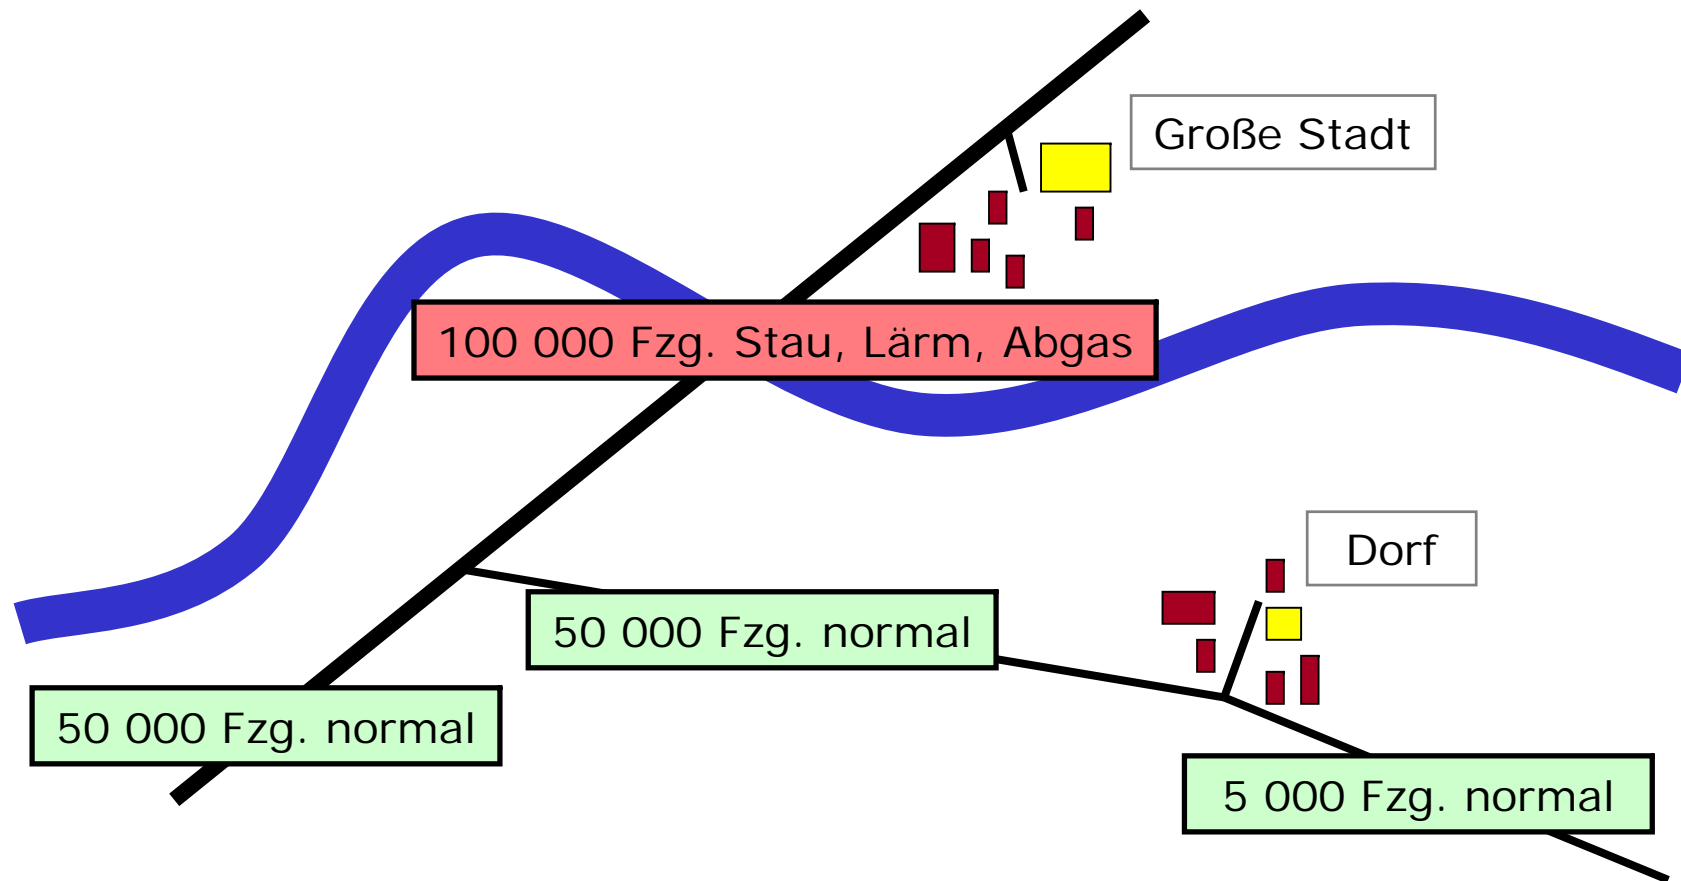 Große Stadt
100 000 Fzg. Stau, Lärm, Abgas
Dorf
50 000 Fzg. normal
50 000 Fzg. normal
5 000 Fzg. normal